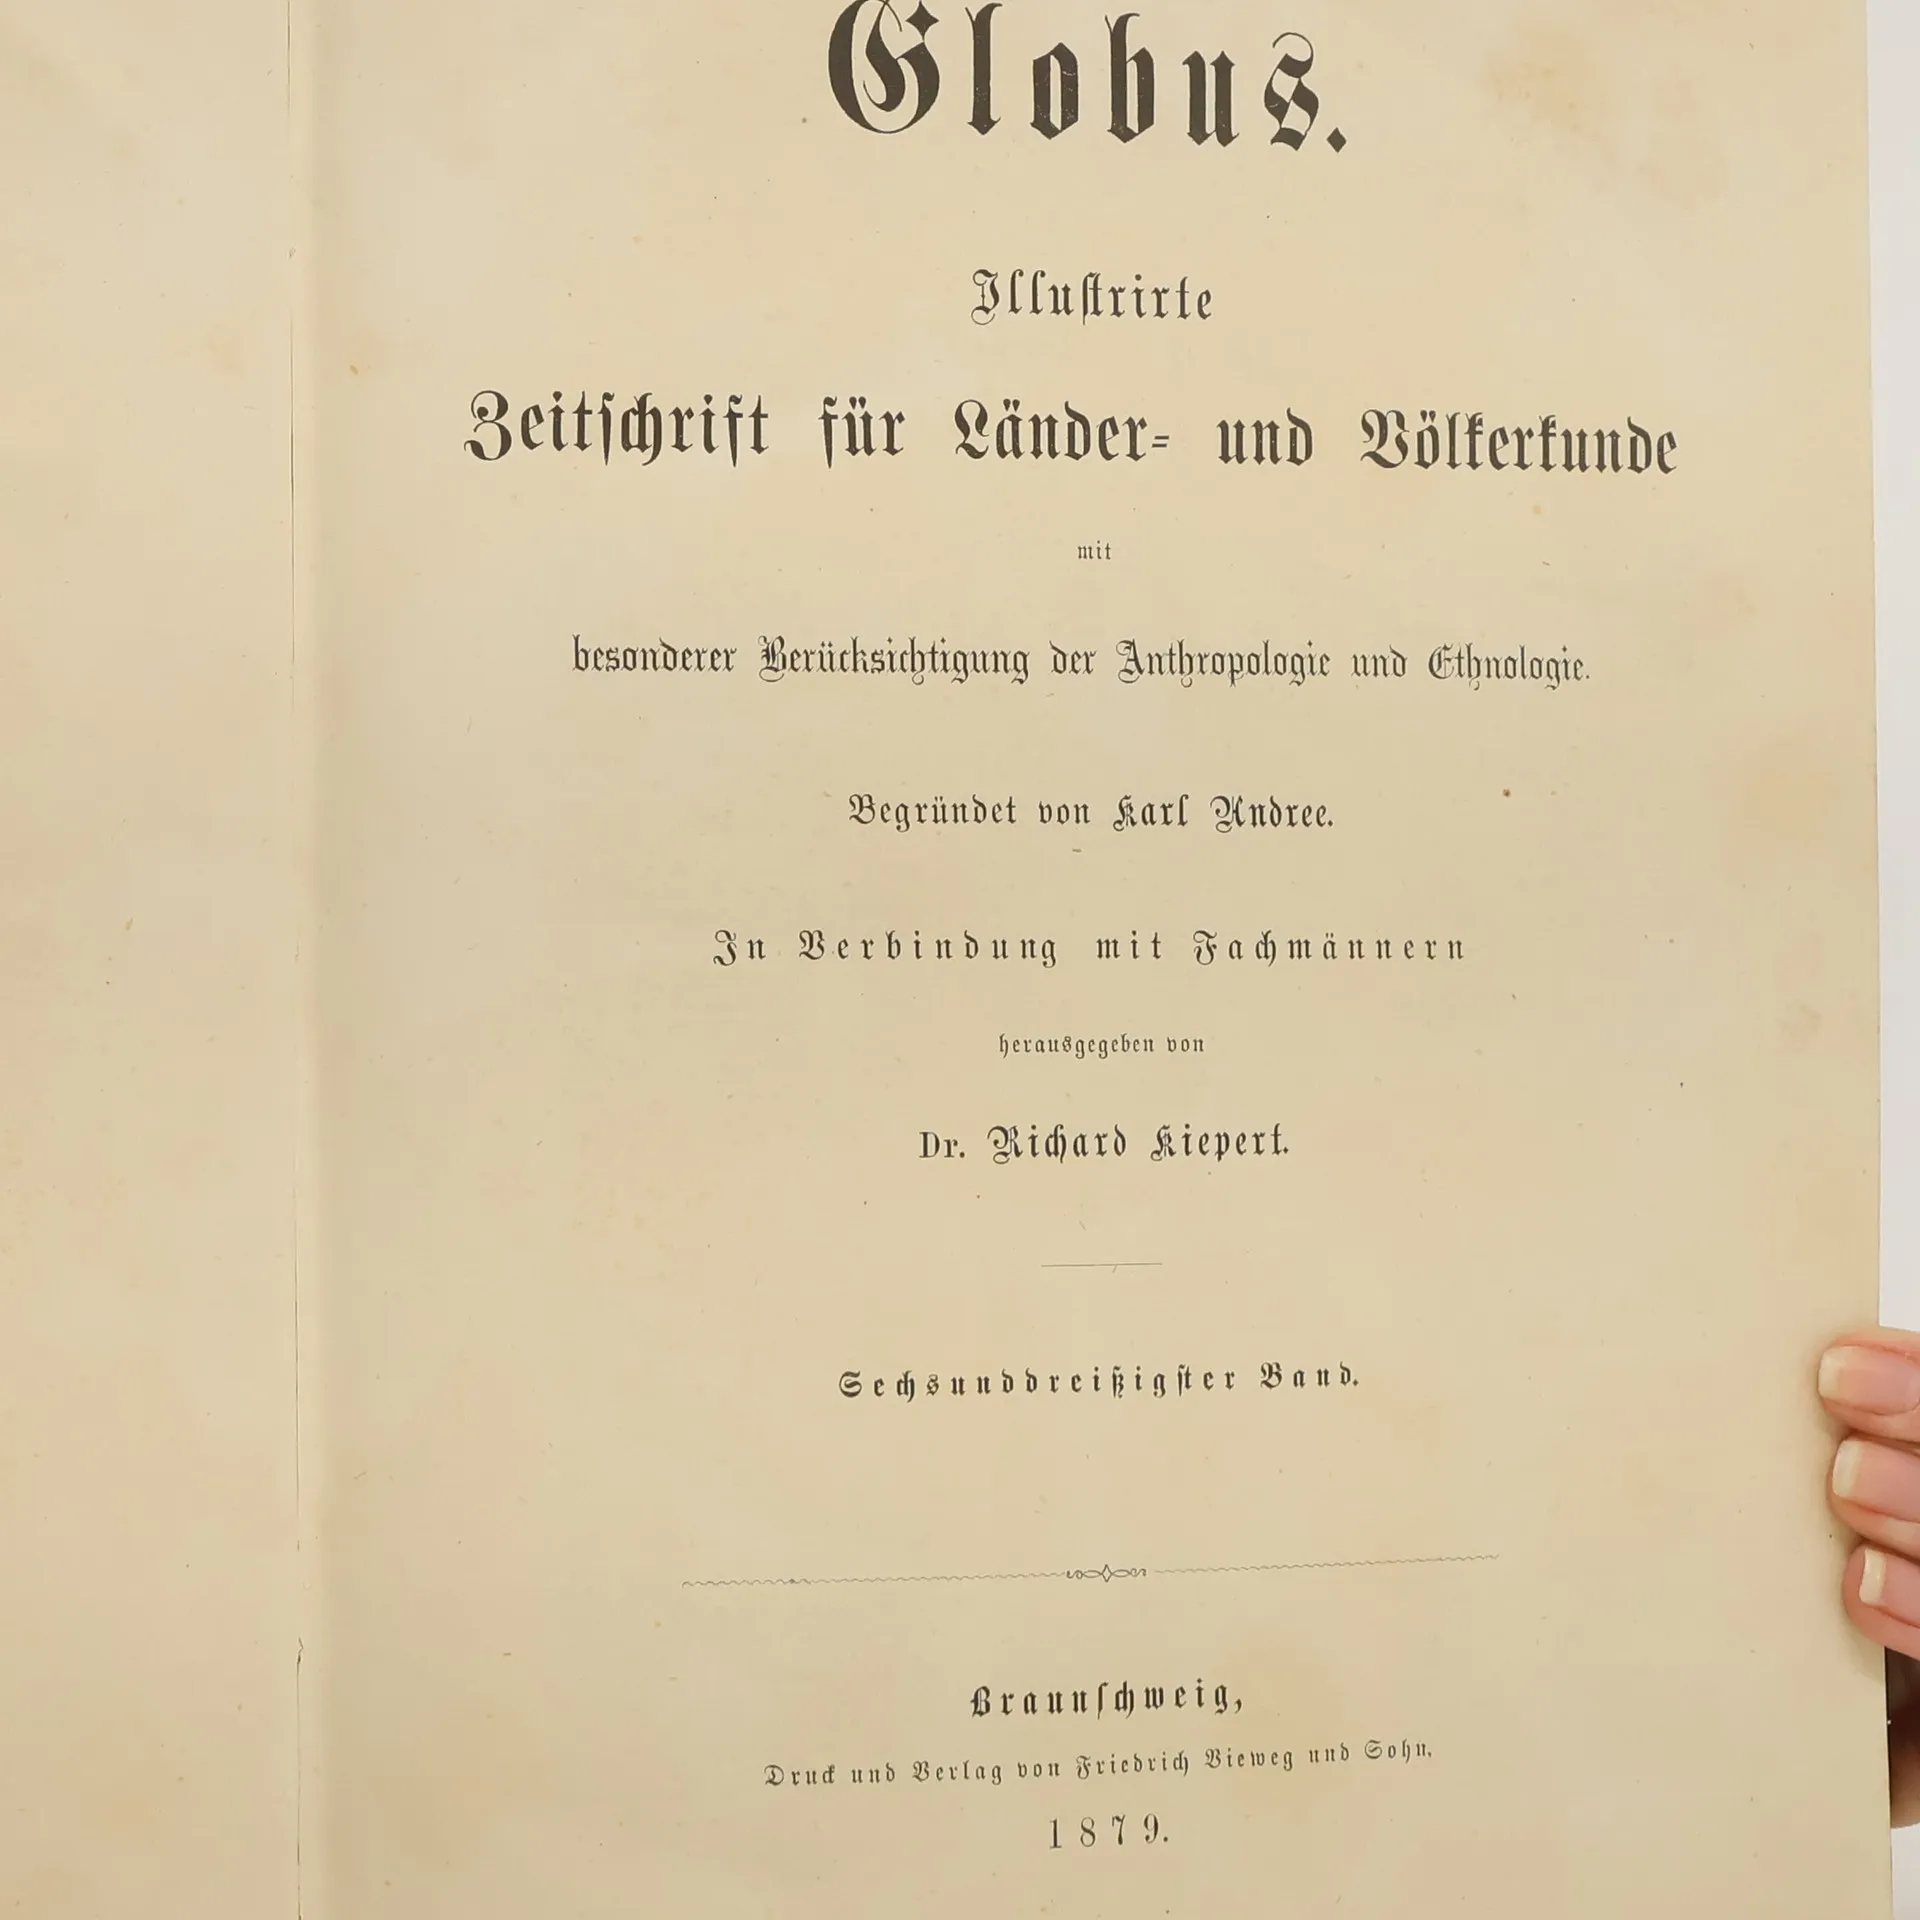 Globus.
Illustrirte
Zeitschrift für Länder- und Völkerkunde
mit
besonderer Berücksichtigung der Anthropologie und Ethnologie.
Begründet von Karl Andree.
In Verbindung mit Fachmännern
herausgegeben von
Dr. Richard Kiepert.
Sechsunddreißigster Band.
Braunschweig,
Druck und Verlag von Friedrich Vieweg und Sohn.
1879.